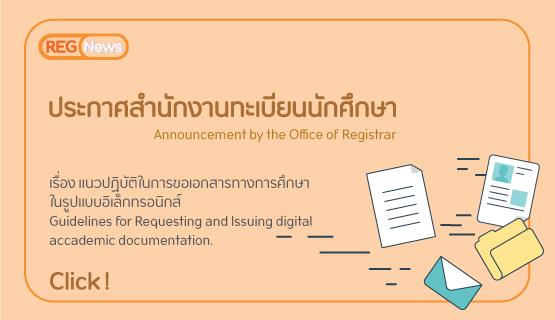 REG News
ประกาศสำนักงานทะเบียนนักศึกษา
Announcement by the Office of Registrar
เรื่อง แนวปฏิบัติในการขอเอกสารทางการศึกษา
ในรูปแบบอิเล็กทรอนิกส์
Guidelines for Requesting and Issuing digital
accademic documentation.
Click !